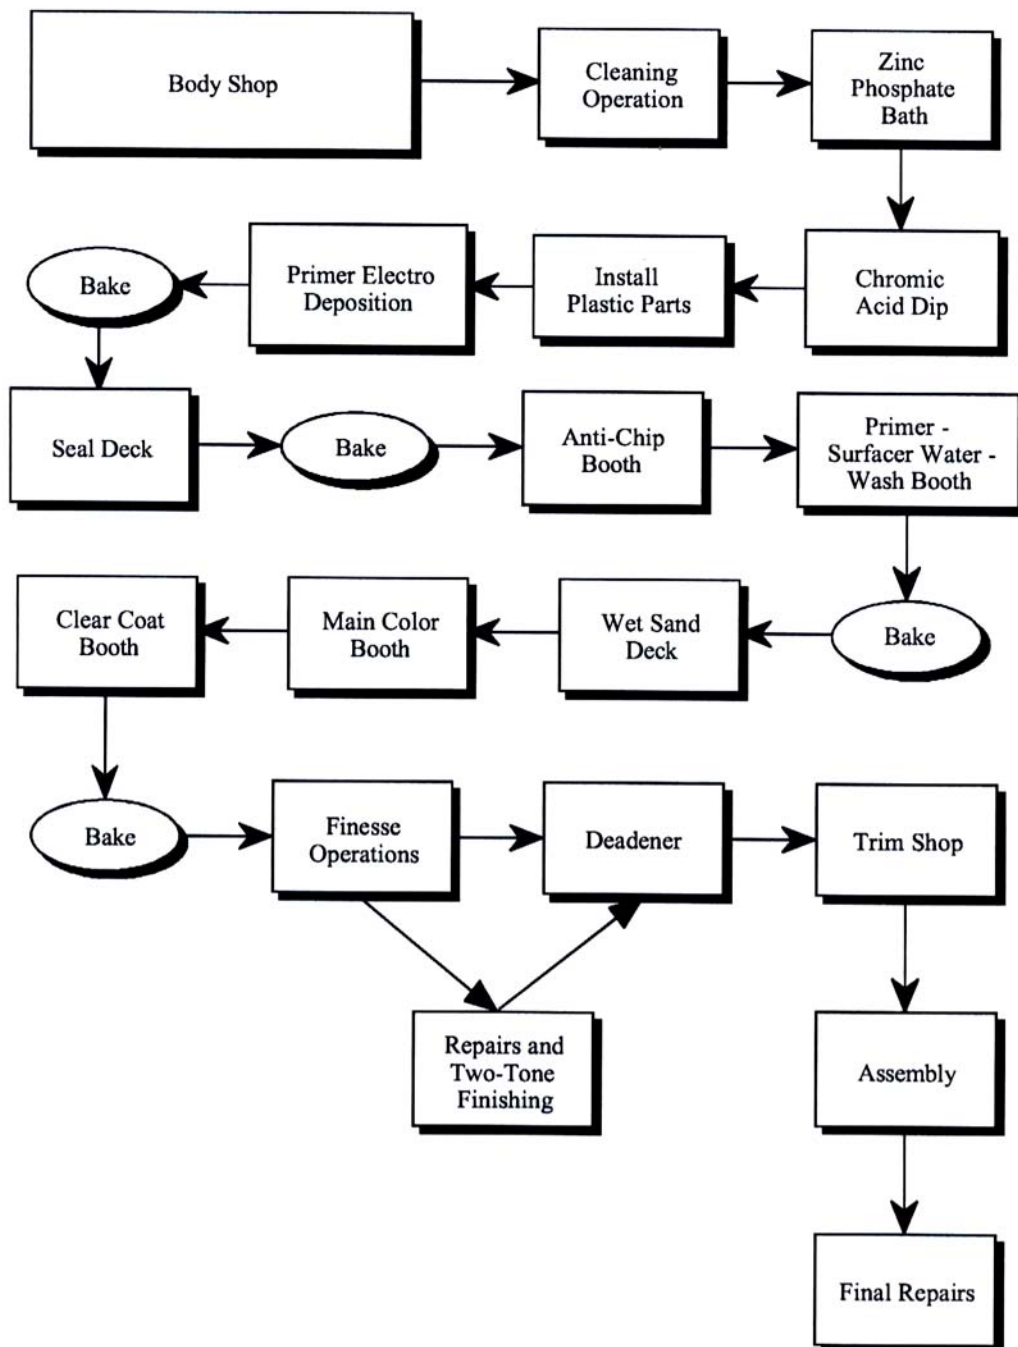 Body Shop
Cleaning
Operation
Zinc
Phosphate
Bath
Bake
Primer Electro
Deposition
Install
Plastic Parts
Chromic
Acid Dip
Seal Deck
Bake
Anti-Chip
Booth
Primer -
Surfacer Water -
Wash Booth
Clear Coat
Booth
Main Color
Booth
Wet Sand
Deck
Bake
Bake
Finesse
Operations
Deadener
Trim Shop
Repairs and
Two-Tone
Finishing
Assembly
Final Repairs